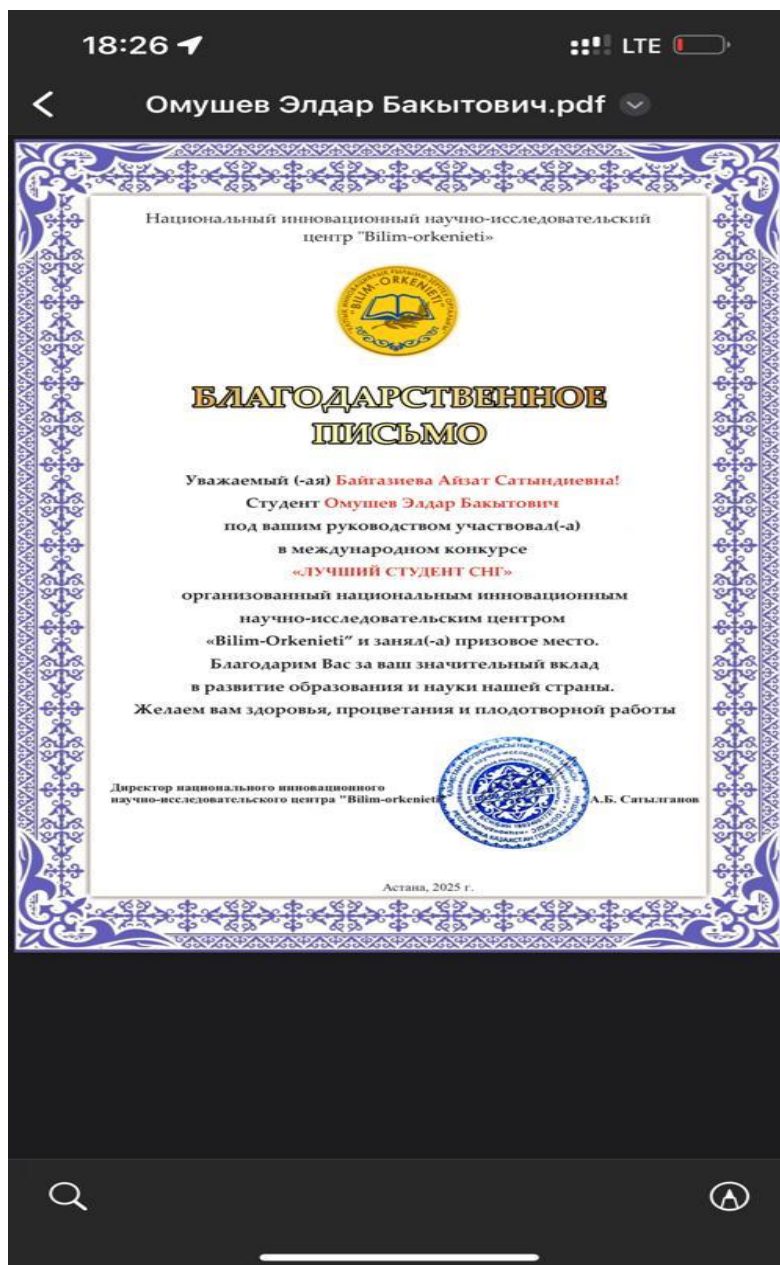 18:26
LTE
Омушев Элдар Бакытович.pdf
Национальный инновационный научно-исследовательский
центр "Bilim-orkenieti»
"BILIM-ORKENIETI"
БЛАГОДАРСТВЕННОЕ
ПИСЬМО
Уважаемый (-ая) Байгазиева Айзат Сатындиевна!
Студент Омушев Элдар Бакытович
под вашим руководством участвовал(-а)
в международном конкурсе
«ЛУЧШИЙ СТУДЕНТ СНГ»
организованный национальным инновационным
научно-исследовательским центром
«Bilim-Orkenieti” и занял(-а) призовое место.
Благодарим Вас за ваш значительный вклад
в развитие образования и науки нашей страны.
Желаем вам здоровья, процветания и плодотворной работы
Директор национального инновационного
научно-исследовательского центра "Bilim-orkenieti
А.Б. Сатылганов
Астана, 2025 г.